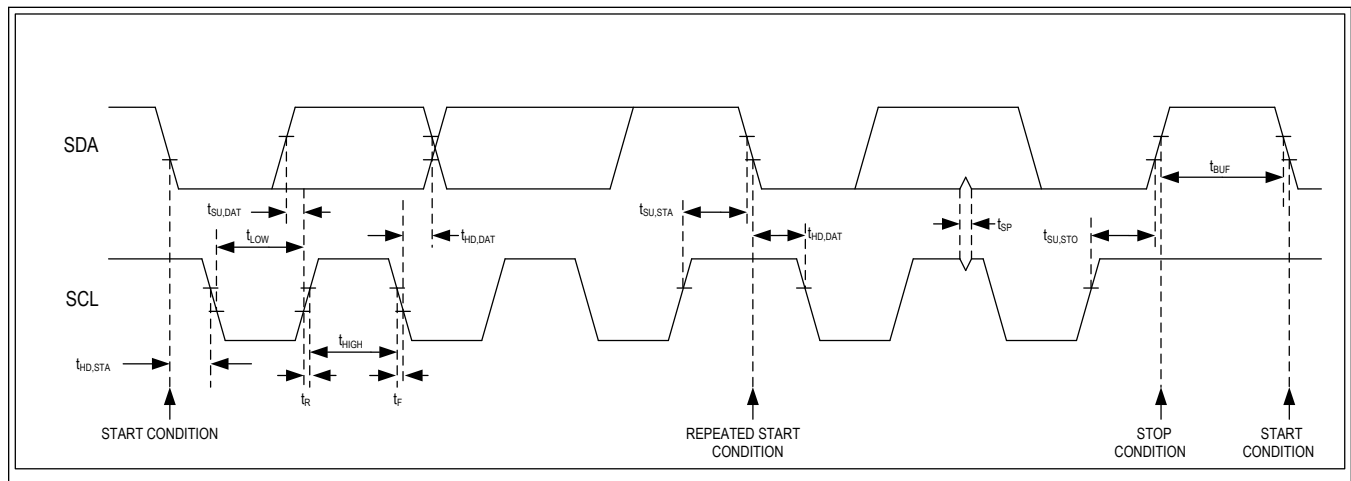 SDA
tSU,DAT
tLOW
tHD,DAT
tSU,STA
tHD,DAT
tSP
tSU,STO
tBUF
SCL
tHD,STA
tHIGH
tR
tF
START CONDITION
REPEATED START
CONDITION
STOP
CONDITION
START
CONDITION